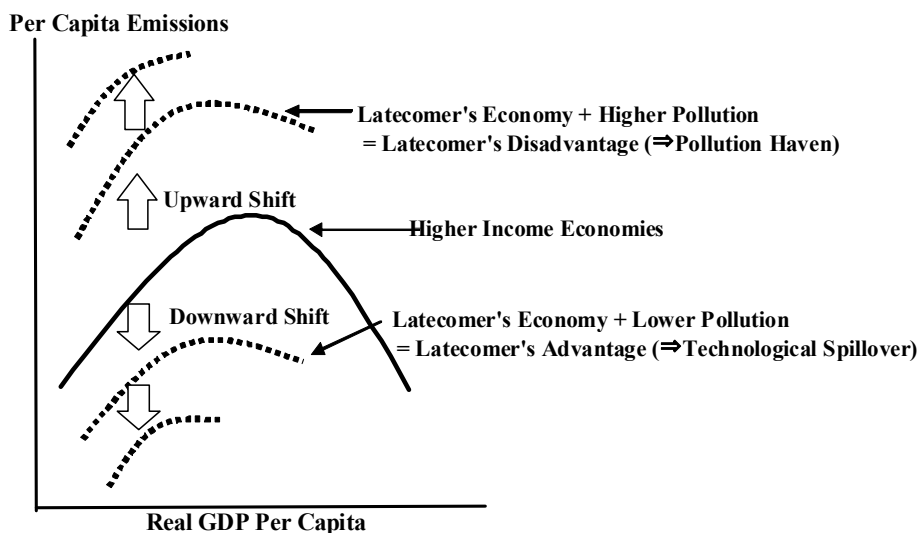 Per Capita Emissions
Latecomer's Economy + Higher Pollution
= Latecomer's Disadvantage (⇒Pollution Haven)
Upward Shift
Higher Income Economies
Downward Shift
Latecomer's Economy + Lower Pollution
= Latecomer's Advantage (⇒Technological Spillover)
Real GDP Per Capita